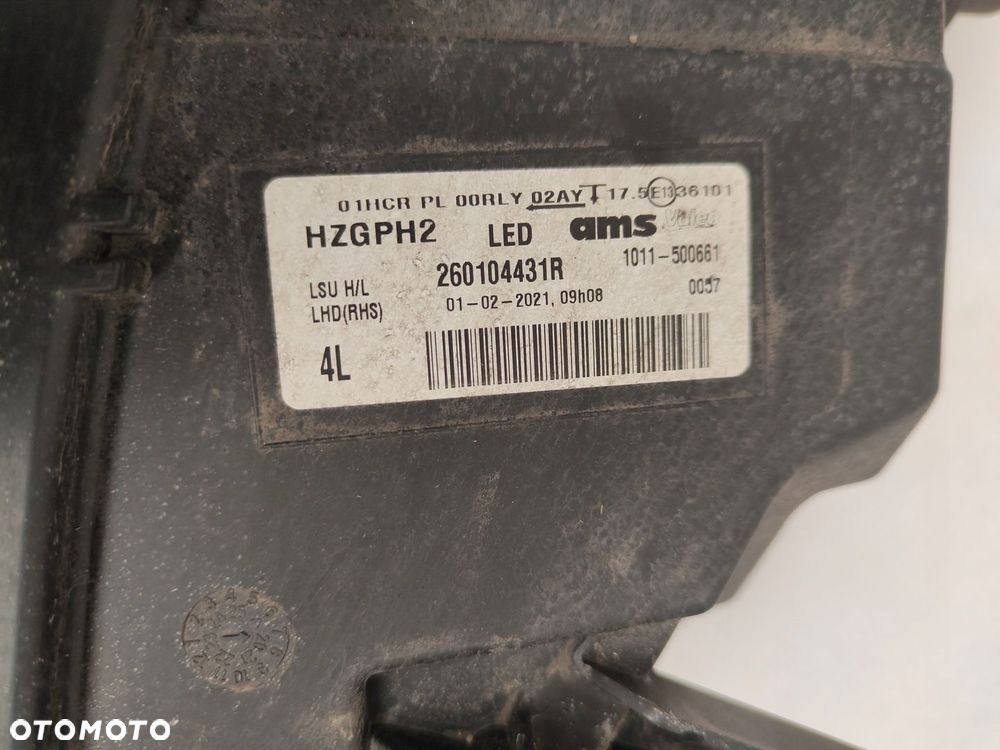 01HCR PL 00RLY 02AY 17.5 E13 36101
HZGPH2 LED ams Valeo
260104431R 1011-500661
LSU H/L 01-02-2021, 09h08 0057
LHD(RHS)
4L
OTOMOTO